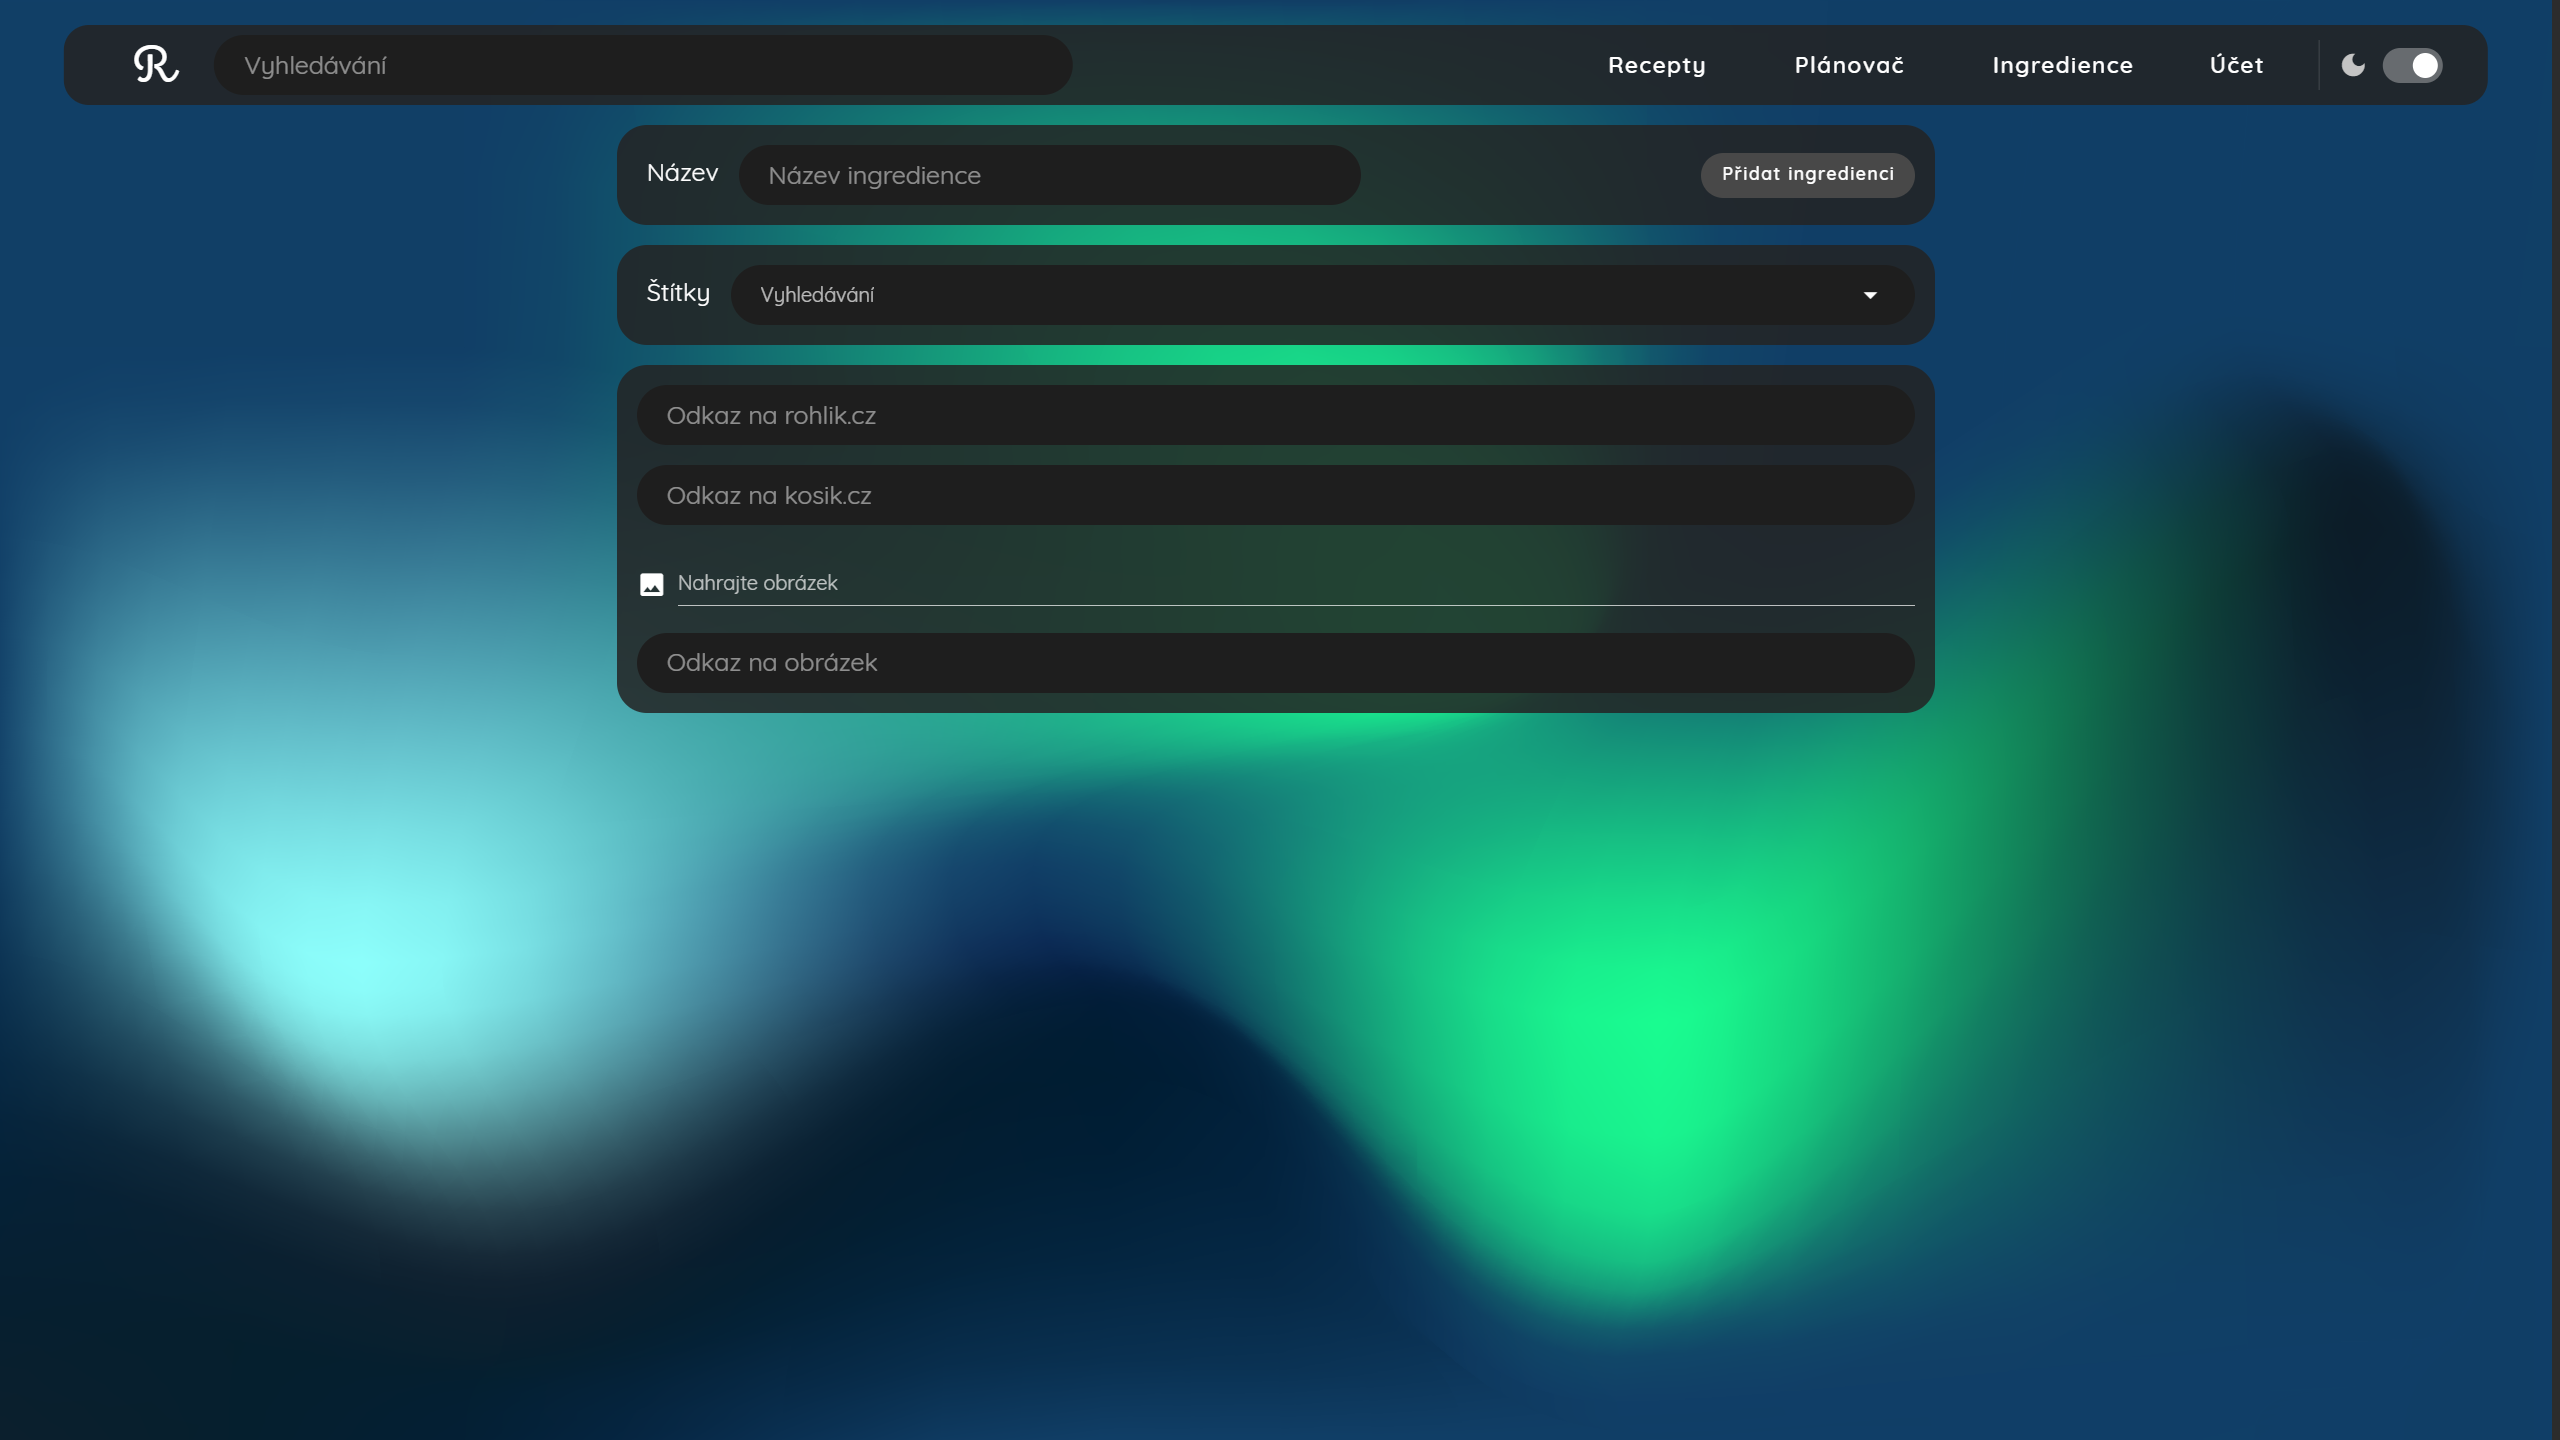 R Vyhledávání Recepty Plánovač Ingredience Účet
Název Název ingredience Přidat ingredienci
Štítky Vyhledávání
Odkaz na rohlik.cz
Odkaz na kosik.cz
Nahrajte obrázek
Odkaz na obrázek